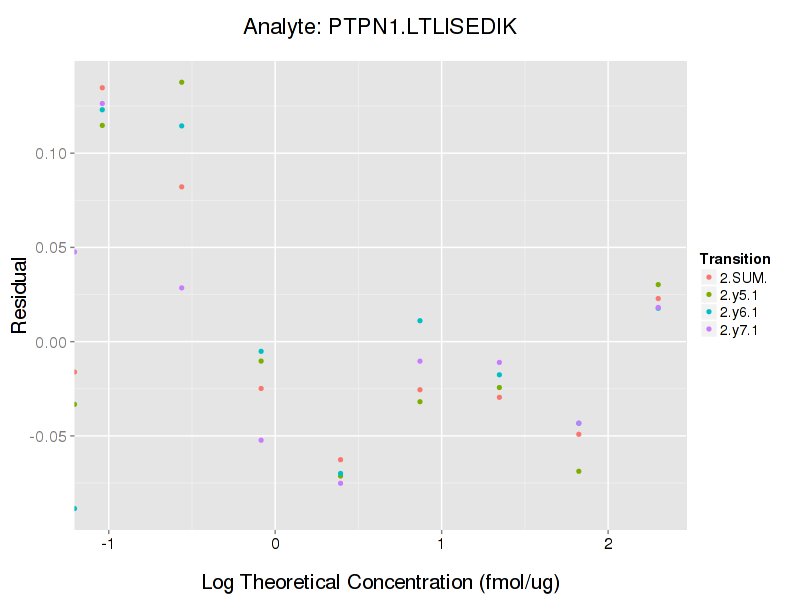 Analyte: PTPN1.LTLISEDIK
0.10
0.05
0.00
-0.05
Residual
-1
0
1
2
Log Theoretical Concentration (fmol/ug)
Transition
2.SUM.
2.y5.1
2.y6.1
2.y7.1